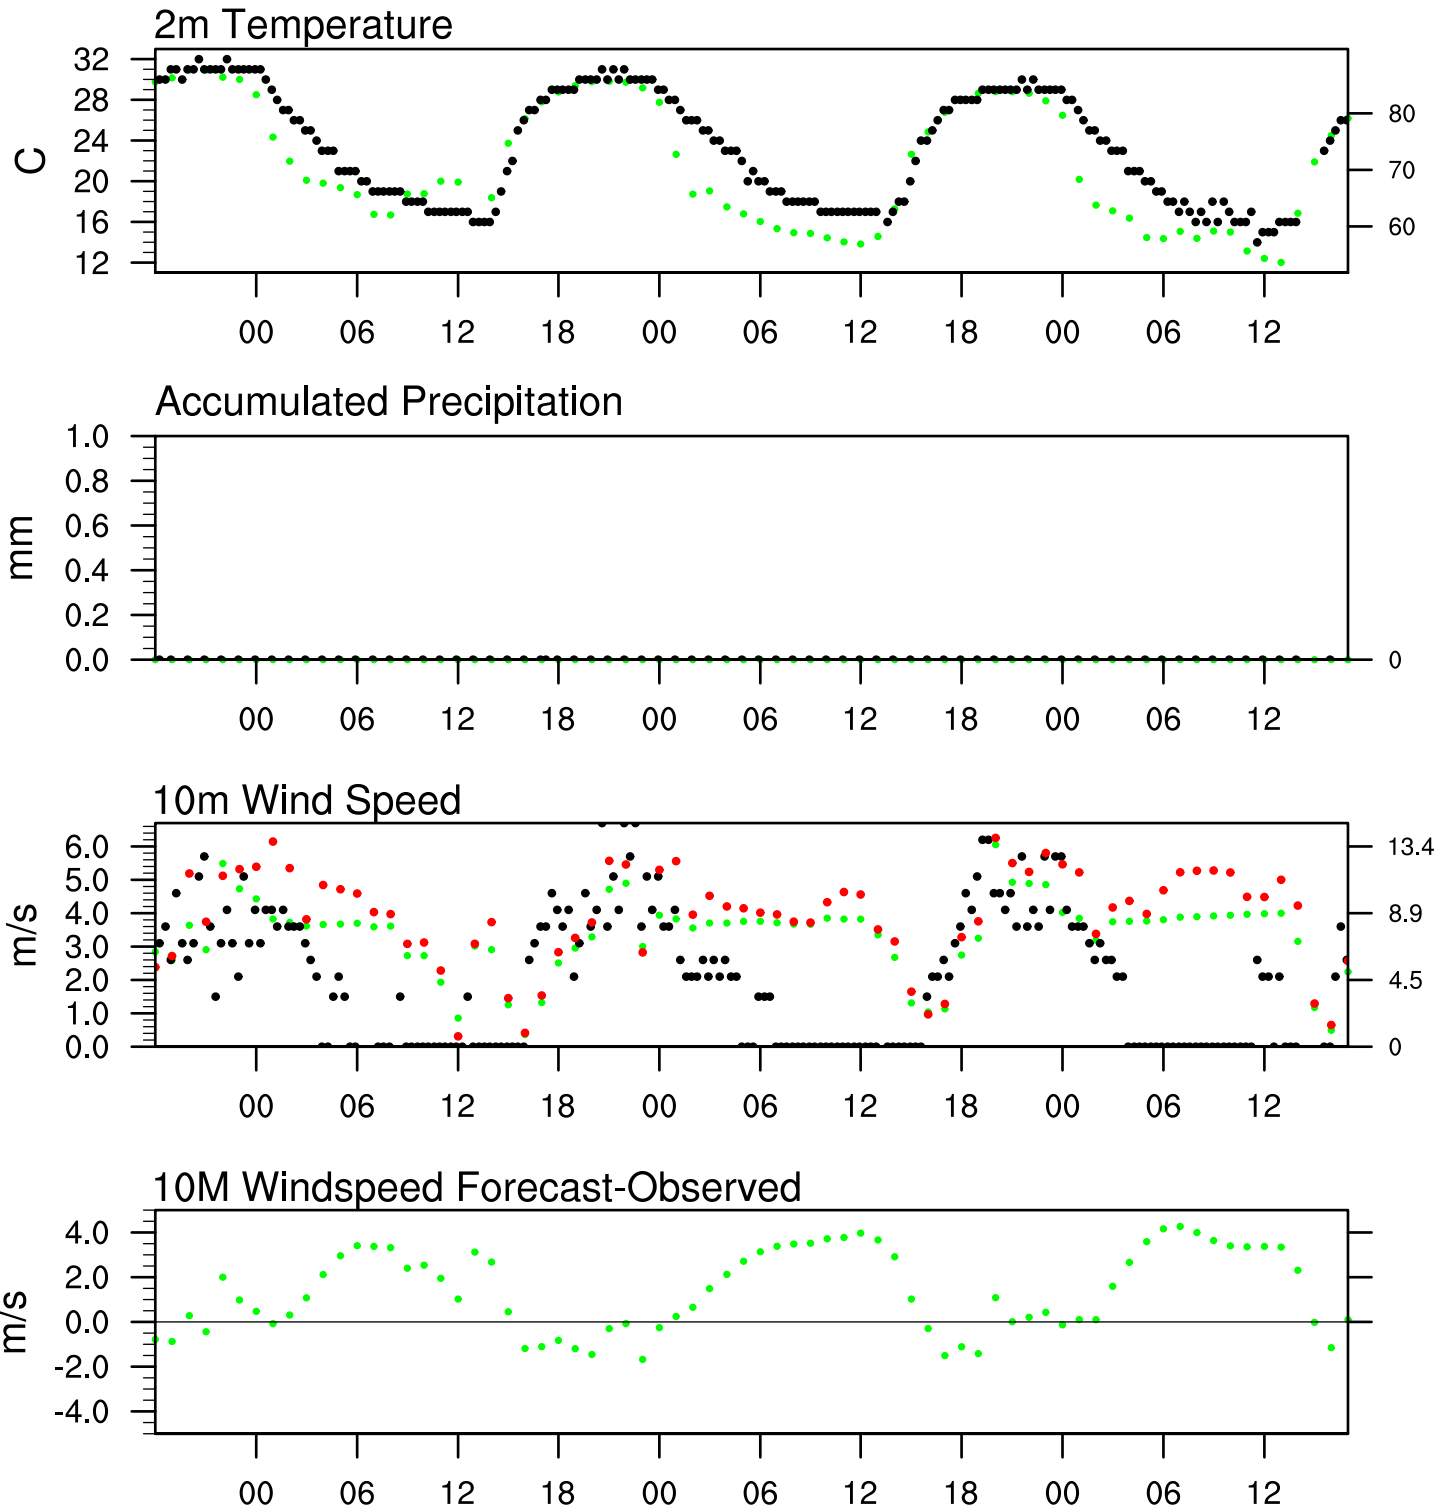 2m Temperature
C
32
28
24
20
16
12
80
70
60
00 06 12 18 00 06 12 18 00 06 12
Accumulated Precipitation
mm
1.0
0.8
0.6
0.4
0.2
0.0
0
00 06 12 18 00 06 12 18 00 06 12
10m Wind Speed
m/s
6.0
5.0
4.0
3.0
2.0
1.0
0.0
13.4
8.9
4.5
0
00 06 12 18 00 06 12 18 00 06 12
10M Windspeed Forecast-Observed
m/s
4.0
2.0
0.0
-2.0
-4.0
00 06 12 18 00 06 12 18 00 06 12